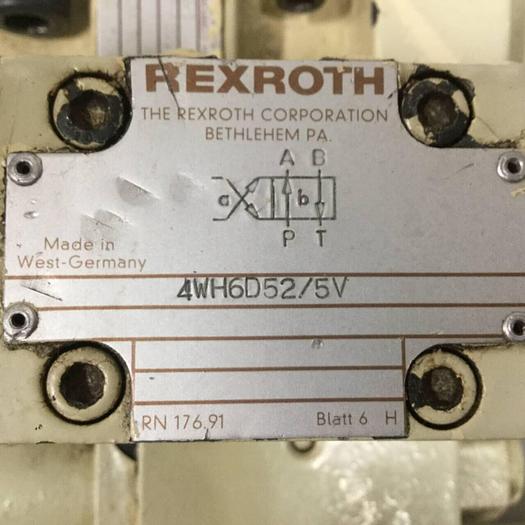 REXROTH
THE REXROTH CORPORATION
BETHLEHEM PA.
A B
a b
P T
Made in
West-Germany
4WH6D52/5V
RN 176,91 Blatt 6 H